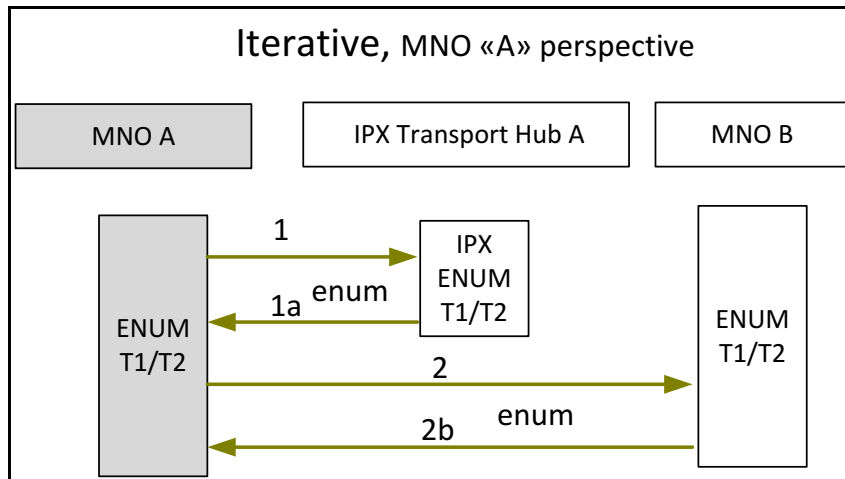 Iterative, MNO «A» perspective
MNO A
IPX Transport Hub A
MNO B
1
IPX
ENUM
T1/T2
1a
enum
ENUM
T1/T2
ENUM
T1/T2
2
2b
enum